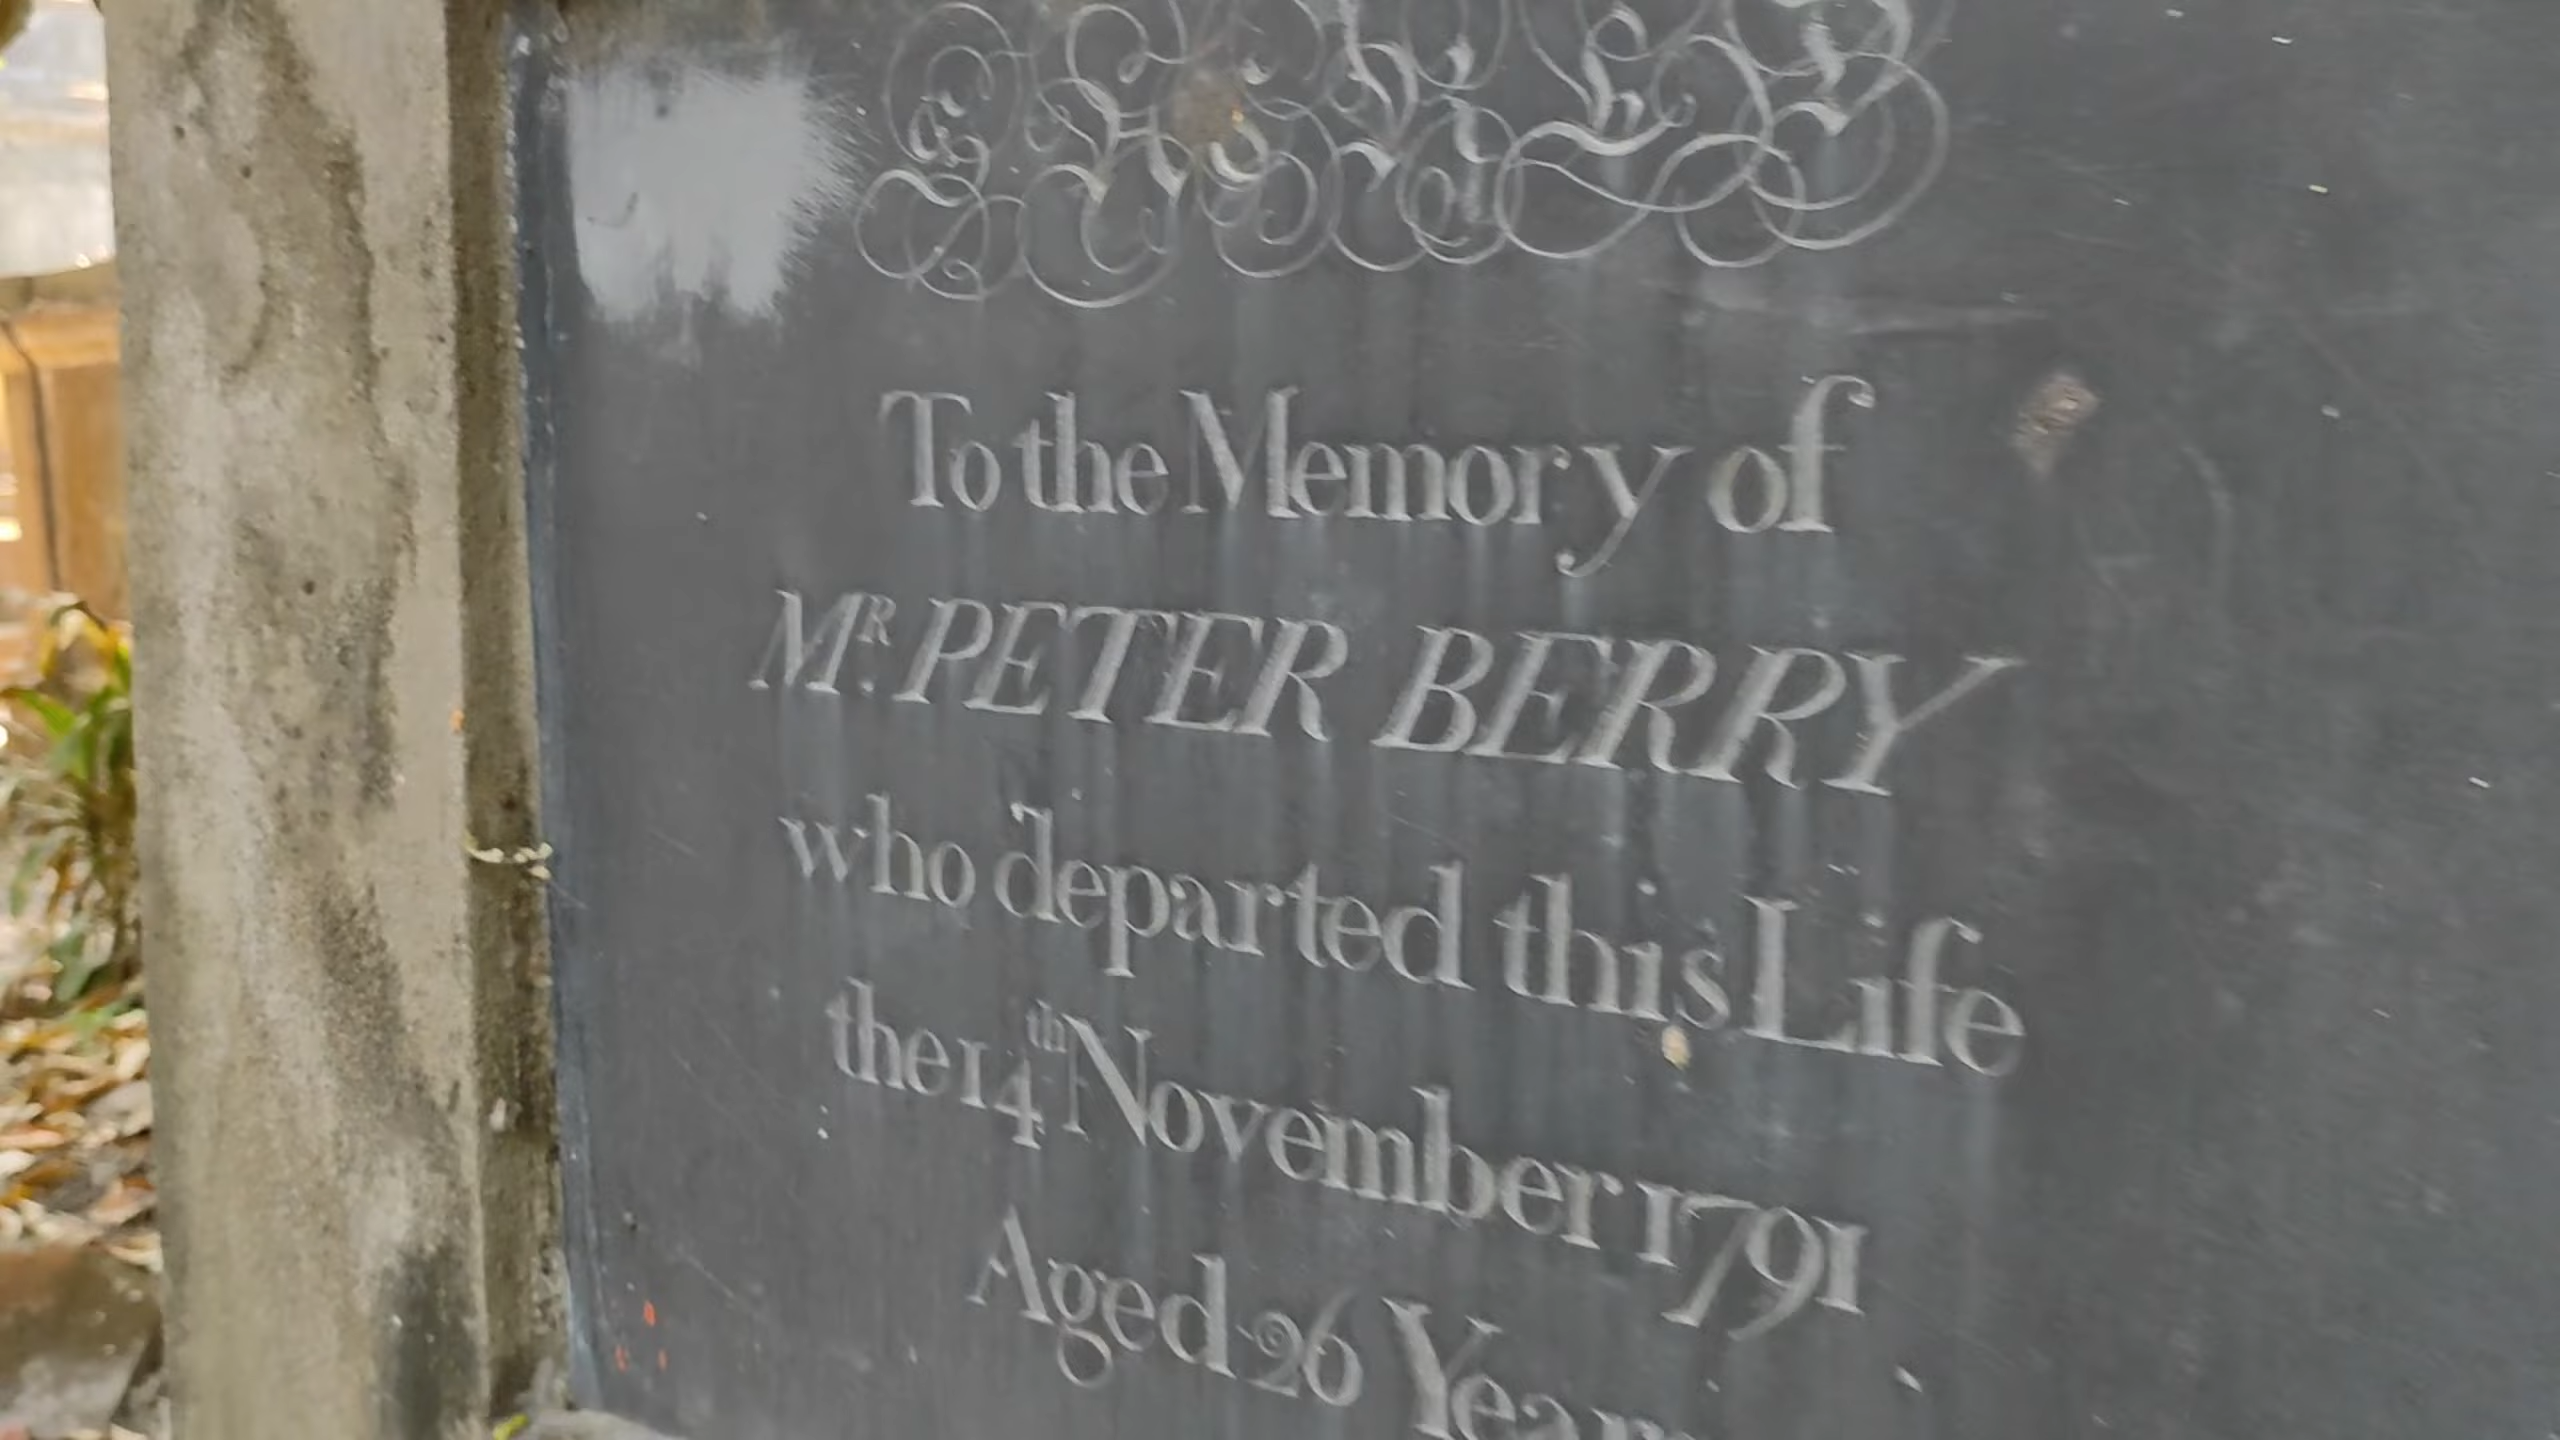 To the Memory of
MR. PETER BERRY
who departed this Life
the 14th November 1791
Aged 26